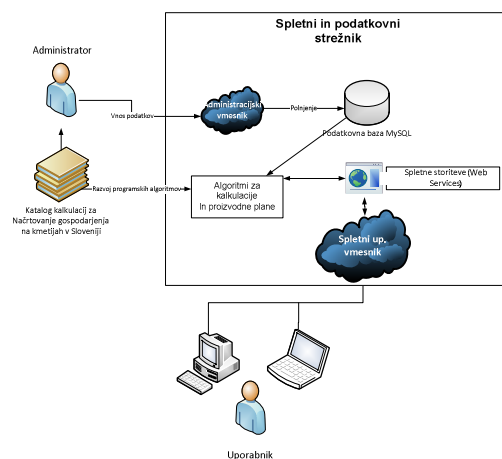 Spletni in podatkovni
strežnik
Administrator
Vnos podatkov
Administracijski
vmesnik
Polnjenje
Podatkovna baza MySQL
Katalog kalkulacij za
Načrtovanje gospodarjenja
na kmetijah v Sloveniji
Razvoj programskih algoritmov
Algoritmi za
kalkulacije
In proizvodne plane
Spletne storiteve (Web
Services)
Spletni up.
vmesnik
Uporabnik